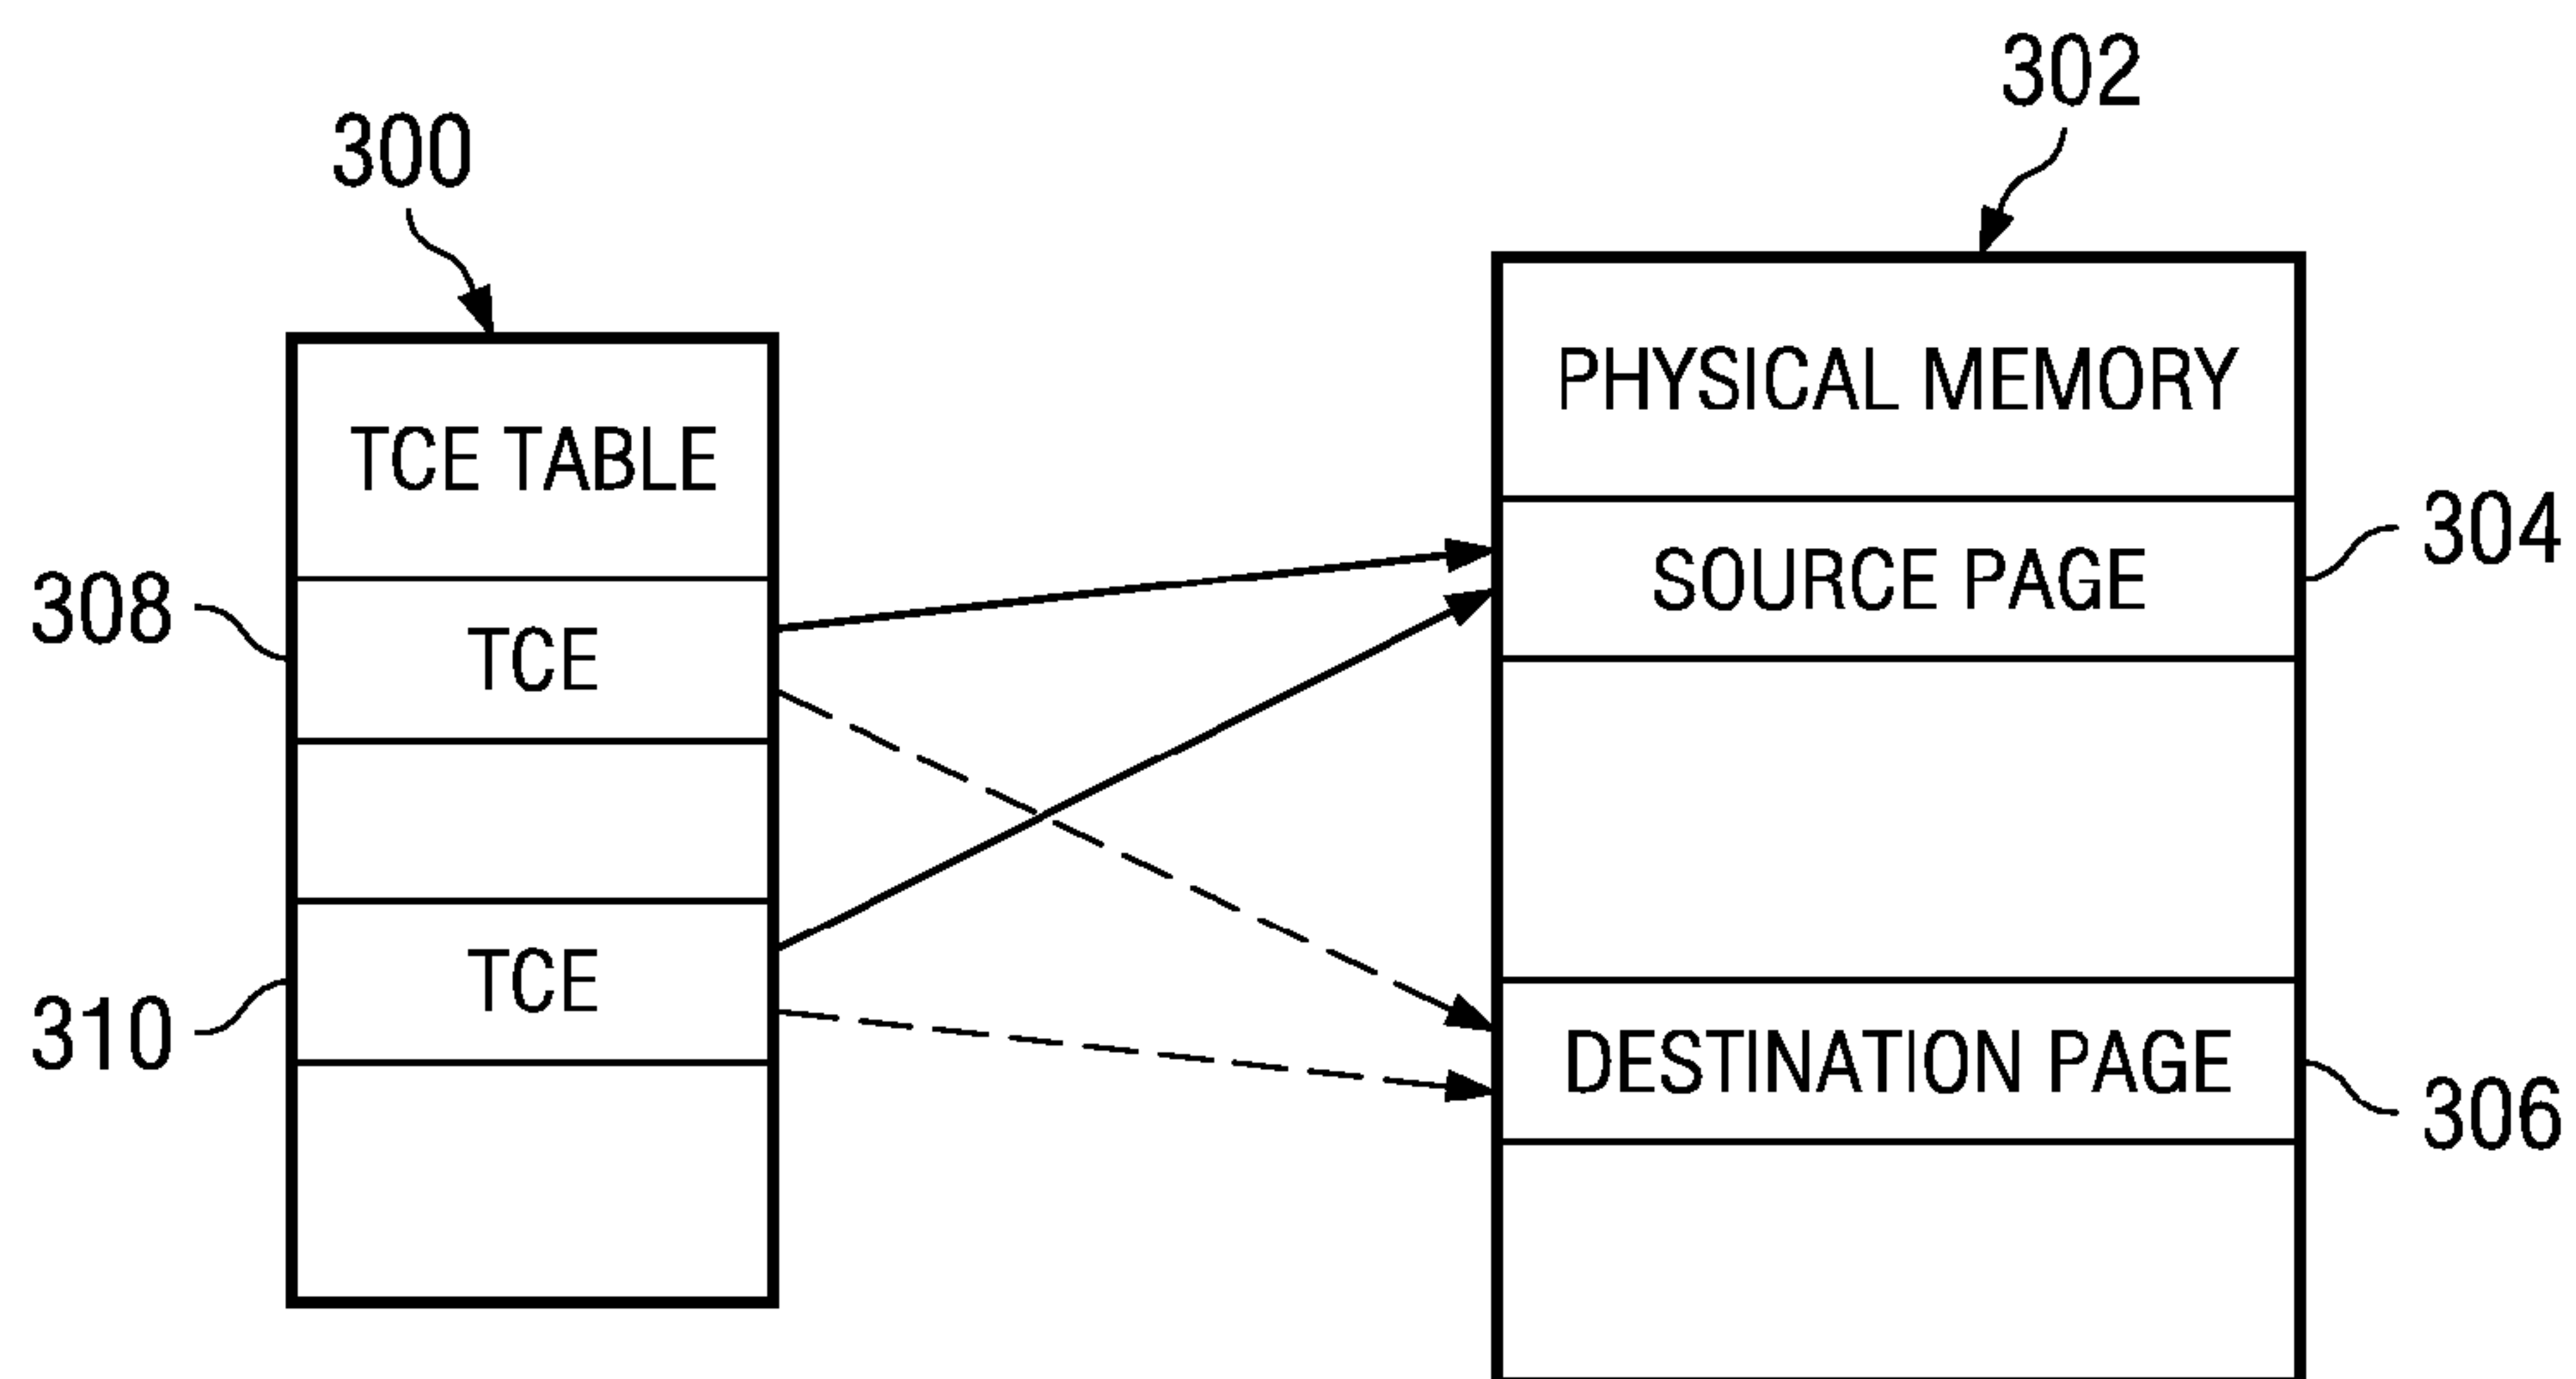 302
300
PHYSICAL MEMORY
TCE TABLE
304
SOURCE PAGE
308
TCE
TCE
310
DESTINATION PAGE
306